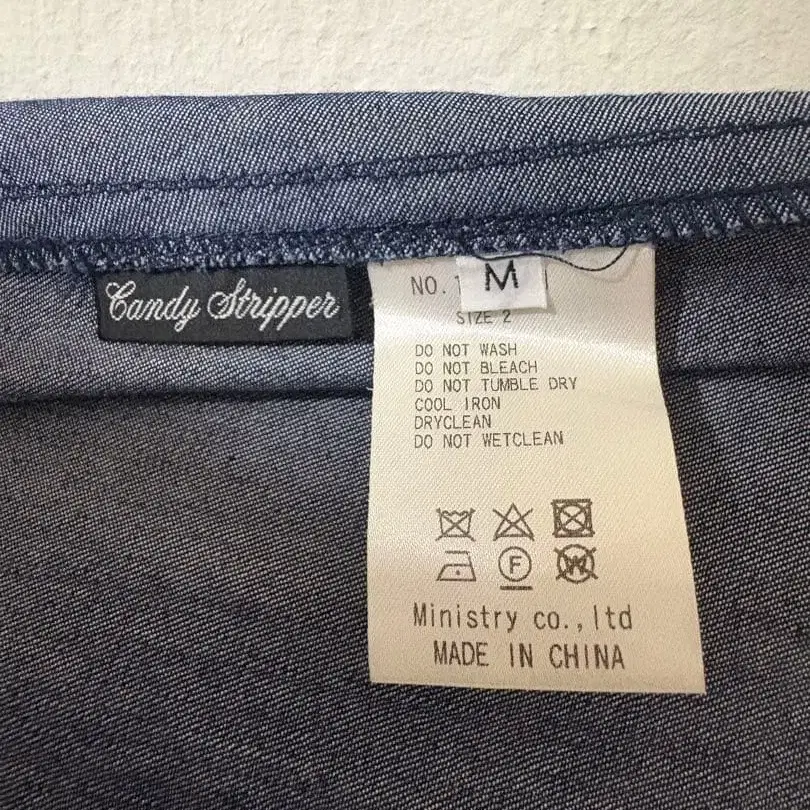 Candy Stripper
NO.
M
SIZE 2
DO NOT WASH
DO NOT BLEACH
DO NOT TUMBLE DRY
COOL IRON
DRYCLEAN
DO NOT WETCLEAN
F
W
Ministry co.,ltd
MADE IN CHINA